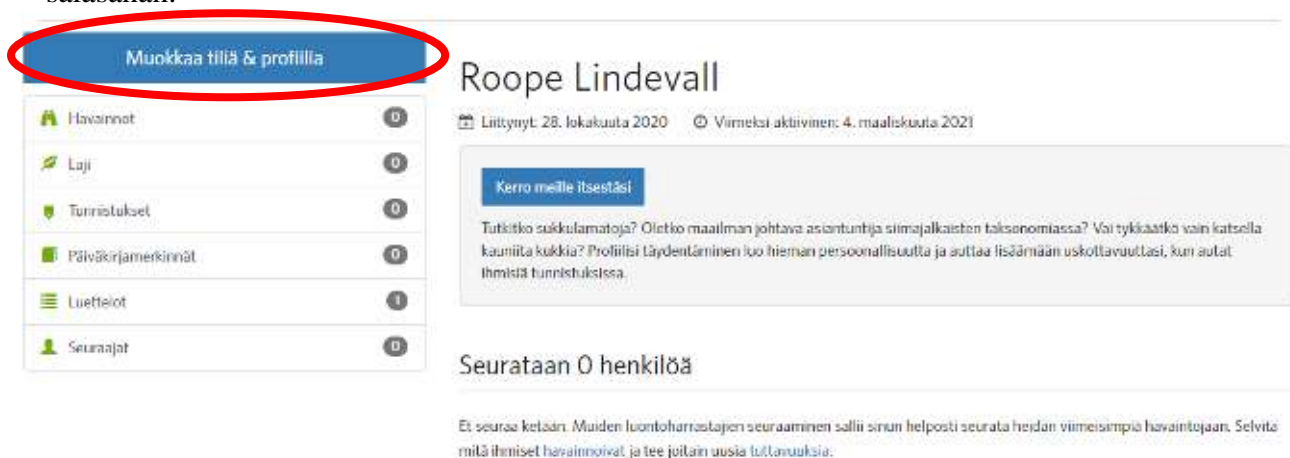 Muokkaa tiliä & profiilia
Havainnot 0
Laji 0
Tunnistukset 0
Päiväkirjamerkinnät 0
Luettelot 1
Seuraajat 0
Roope Lindevall
Liittynyt: 28. lokakuuta 2020 Viimeksi aktiivinen: 4. maaliskuuta 2021
Kerro meille itsestäsi
Tutkitko sukkulamatoja? Oletko maailman johtava asiantuntija siimajalkaisten taksonomiassa? Vai tykkäätkö vain katsella
kauniita kukkia? Profiilisi täydentäminen luo hieman persoonallisuutta ja auttaa lisäämään uskottavuuttasi, kun autat
ihmisiä tunnistuksissa.
Seurataan 0 henkilöä
Et seuraa ketään. Muiden luontoharrastajien seuraaminen sallii sinun helposti seurata heidän viimeisimpiä havaintojaan. Selvitä
mitä ihmiset havainnoivat ja tee joitain uusia tuttavuuksia.